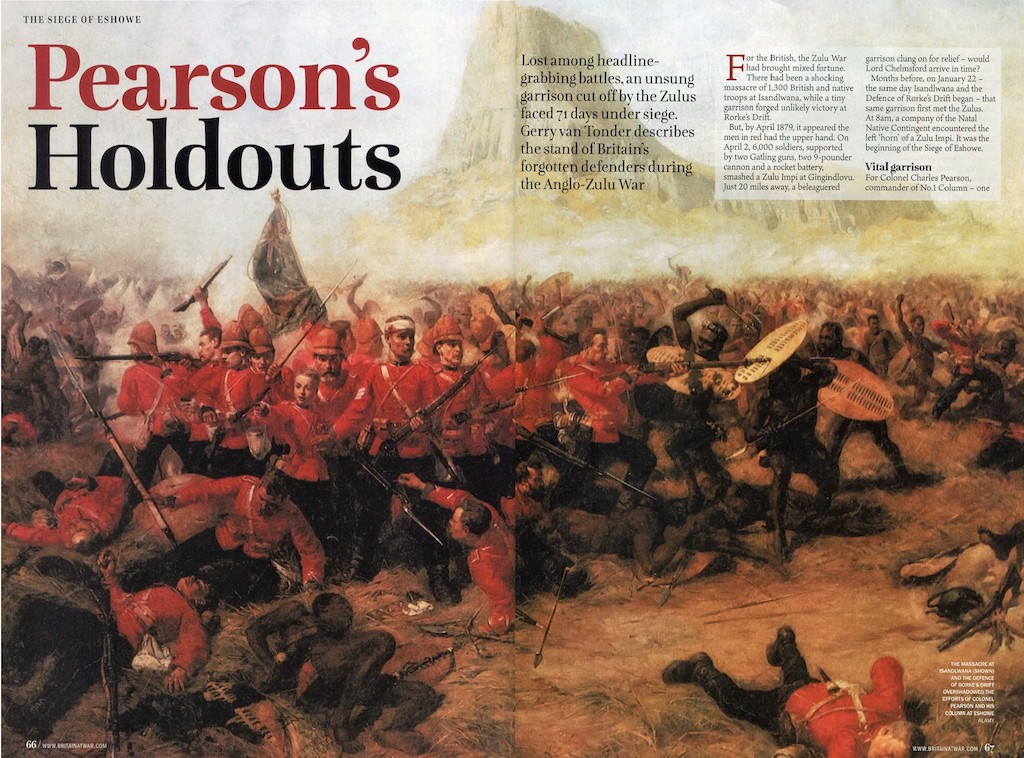 THE SIEGE OF ESHOWE
Pearson's
Holdouts
Lost among headline-
grabbing battles, an unsung
garrison cut off by the Zulus
faced 71 days under siege.
Gerry van Tonder describes
the stand of Britain's
forgotten defenders during
the Anglo-Zulu War
For the British, the Zulu War
had brought mixed fortune.
There had been a shocking
massacre of 1,300 British and native
troops at Isandlwana, while a tiny
garrison forged unlikely victory at
Rorke's Drift.
But, by April 1879, it appeared the
men in red had the upper hand. On
April 2, 6,000 soldiers, supported
by two Gatling guns, two 9-pounder
cannon and a rocket battery,
smashed a Zulu Impi at Gingindlovu.
Just 20 miles away, a beleaguered
garrison clung on for relief – would
Lord Chelmsford arrive in time?
Months before, on January 22 –
the same day Isandlwana and the
Defence of Rorke's Drift began – that
same garrison first met the Zulus.
At 8am, a company of the Natal
Native Contingent encountered the
left 'horn' of a Zulu Impi. It was the
beginning of the Siege of Eshowe.
Vital garrison
For Colonel Charles Pearson,
commander of No.1 Column – one
THE MASSACRE AT
ISANDLWANA (SHOWN)
AND THE DEFENCE
OF RORKE'S DRIFT
OVERSHADOWED THE
EFFORTS OF COLONEL
PEARSON AND HIS
COLUMN AT ESHOWE
ALAMY
66 / WWW.BRITAINATWAR.COM
WWW.BRITAINATWAR.COM / 67